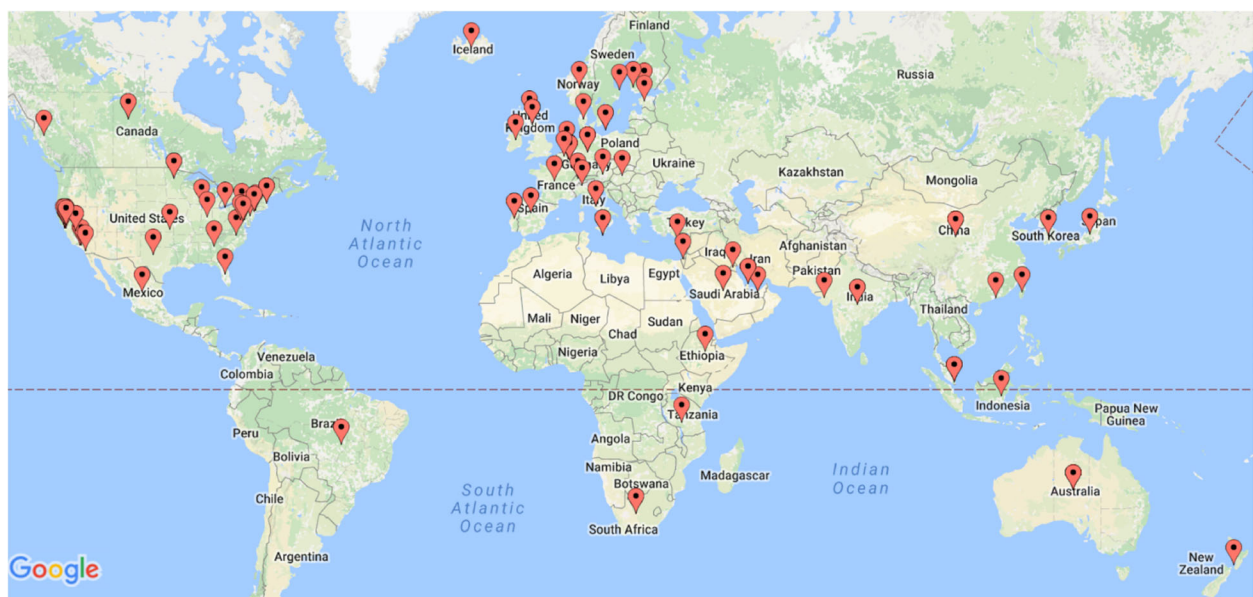 Finland
Iceland
Sweden
Russia
Norway
Canada
United
Kingdom
Poland
Germany
Ukraine
Kazakhstan
Mongolia
France
Italy
Spain
United States
Turkey
China
South Korea
Japan
North
Atlantic
Ocean
Iraq
Iran
Afghanistan
Pakistan
Algeria
Libya
Egypt
Saudi Arabia
India
Mexico
Thailand
Mali
Niger
Sudan
Chad
Nigeria
Ethiopia
Venezuela
Colombia
Kenya
DR Congo
Indonesia
Papua New
Guinea
Tanzania
Brazil
Peru
Angola
Bolivia
Namibia
Botswana
Madagascar
Indian
Ocean
South
Atlantic
Ocean
Chile
South Africa
Australia
Argentina
New
Zealand
Google